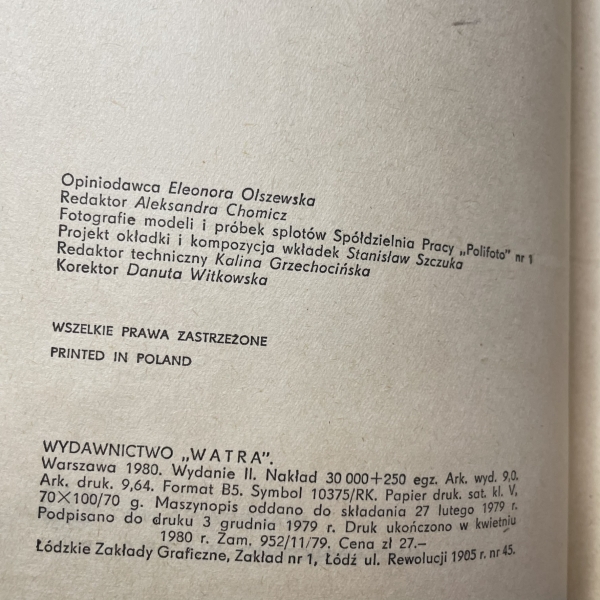 Opiniodawca Eleonora Olszewska
Redaktor Aleksandra Chomicz
Fotografie modeli i próbek splotów Spółdzielnia Pracy „Polifoto" nr 1
Projekt okładki i kompozycja wkładek Stanisław Szczuka
Redaktor techniczny Kalina Grzechocińska
Korektor Danuta Witkowska
WSZELKIE PRAWA ZASTRZEŻONE
PRINTED IN POLAND
WYDAWNICTWO „WATRA".
Warszawa 1980. Wydanie II. Nakład 30 000+250 egz. Ark. wyd. 9,0.
Ark. druk. 9,64. Format B5. Symbol 10375/RK. Papier druk. sat. kl. V,
70×100/70 g. Maszynopis oddano do składania 27 lutego 1979 r.
Podpisano do druku 3 grudnia 1979 r. Druk ukończono w kwietniu
1980 r. Zam. 952/11/79. Cena zł 27.–
Łódzkie Zakłady Graficzne, Zakład nr 1, Łódź ul. Rewolucji 1905 r. nr 45.